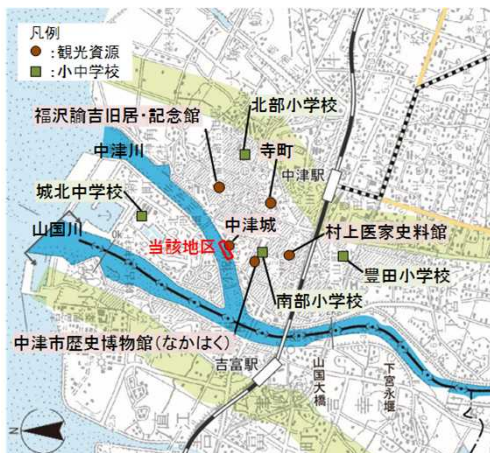 凡例
：観光資源
：小中学校
北部小学校
福沢諭吉旧居・記念館
中津川
寺町
中津駅
城北中学校
山国川
中津城
当該地区
村上医家史料館
豊田小学校
南部小学校
中津市歴史博物館(なかはく)
吉富駅
山国大橋
下宮永堰
N